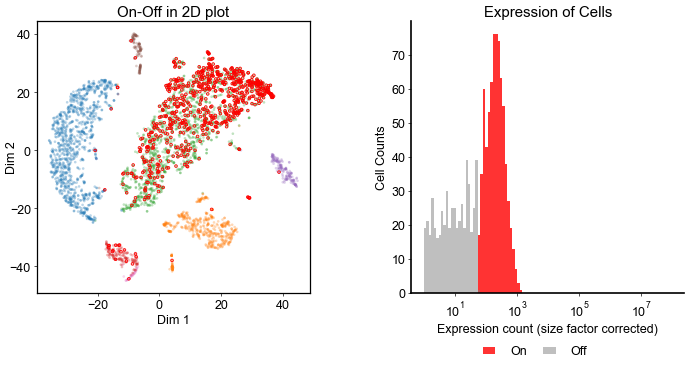 On-Off in 2D plot
40
20
0
−20
−40
Dim 2
−20
0
20
40
Dim 1
Expression of Cells
70
60
50
40
30
20
10
0
Cell Counts
10^1
10^3
10^5
10^7
Expression count (size factor corrected)
On
Off